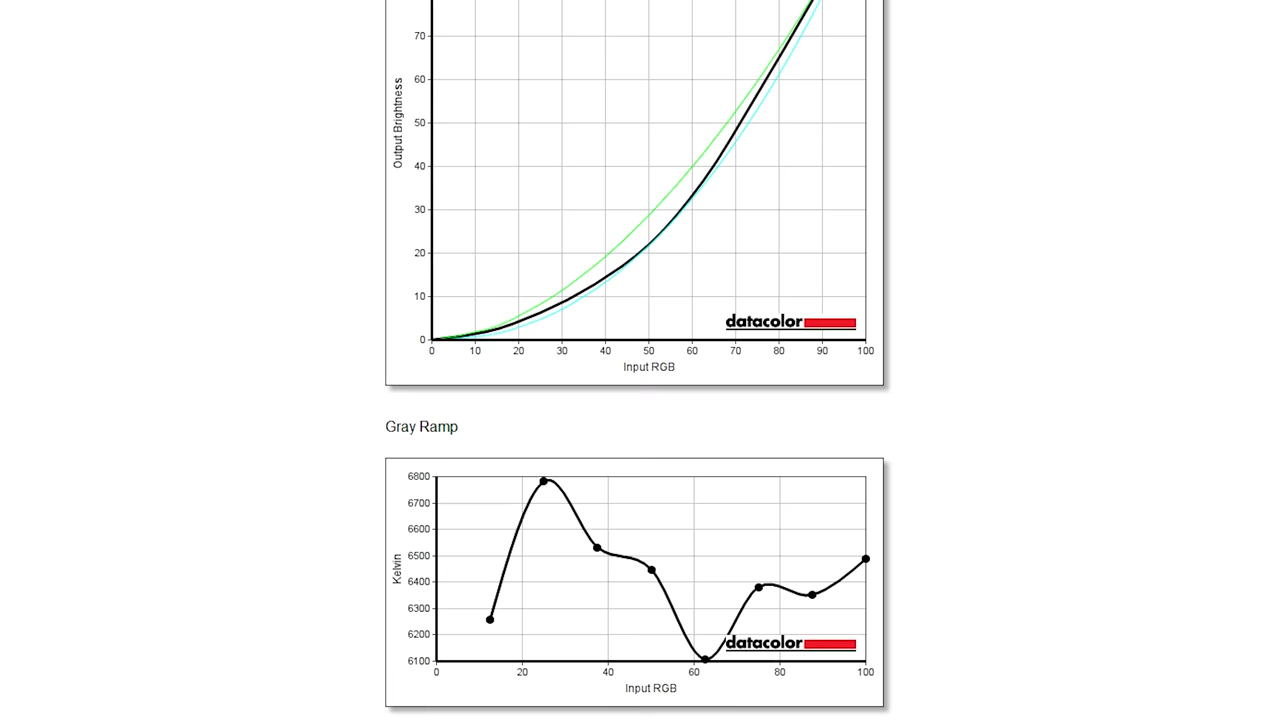 70
60
50
40
30
20
10
0
Output Brightness
datacolor
0 10 20 30 40 50 60 70 80 90 100
Input RGB
Gray Ramp
6800
6700
6600
6500
6400
6300
6200
6100
Kelvin
datacolor
0 20 40 60 80 100
Input RGB